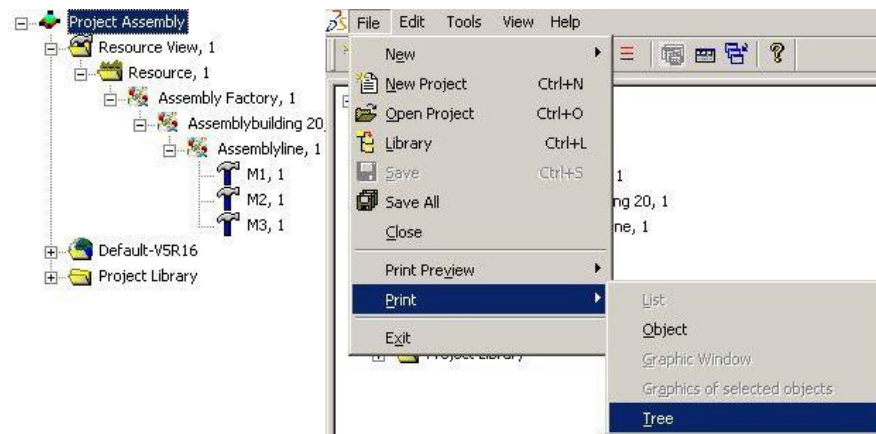 Project Assembly
Resource View, 1
Resource, 1
Assembly Factory, 1
Assemblybuilding 20,
Assemblyline, 1
M1, 1
M2, 1
M3, 1
Default-V5R16
Project Library
File Edit Tools View Help
New
New Project Ctrl+N
Open Project Ctrl+O
Library Ctrl+L
Save Ctrl+S
Save All
Close
Print Preview
Print
Exit
1
ng 20, 1
ne, 1
Project Library
List
Object
Graphic Window
Graphics of selected objects
Tree